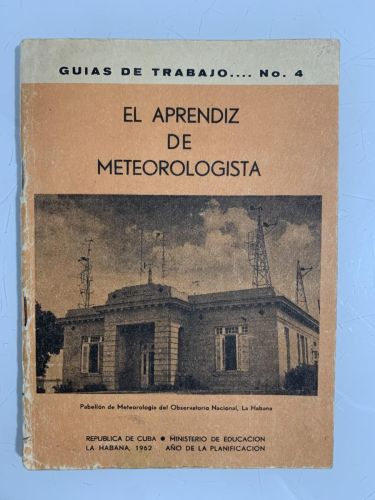 GUIAS DE TRABAJO.... No. 4
EL APRENDIZ
DE
METEOROLOGISTA
Pabellón de Meteorología del Observatorio Nacional, La Habana
REPUBLICA DE CUBA ● MINISTERIO DE EDUCACION
LA HABANA, 1962 AÑO DE LA PLANIFICACION